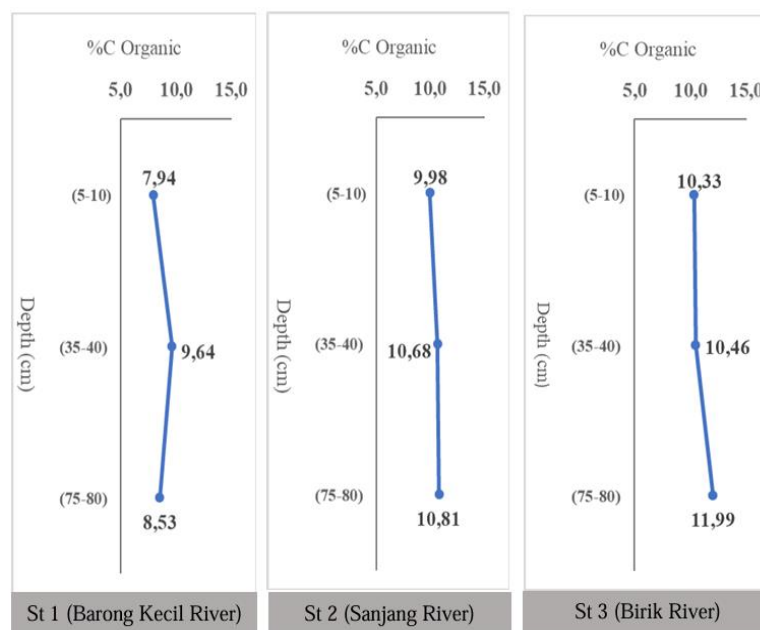 %C Organic
5,0 10,0 15,0
7,94
(5-10)
Depth (cm)
(35-40)
9,64
(75-80)
8,53
St 1 (Barong Kecil River)
%C Organic
5,0 10,0 15,0
9,98
(5-10)
Depth (cm)
(35-40)
10,68
(75-80)
10,81
St 2 (Sanjang River)
%C Organic
5,0 10,0 15,0
10,33
(5-10)
Depth (cm)
(35-40)
10,46
(75-80)
11,99
St 3 (Birik River)